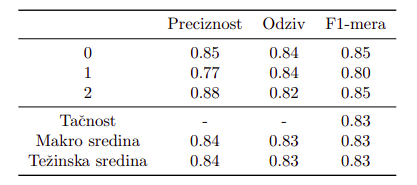 Preciznost Odziv F1-mera
0 0.85 0.84 0.85
1 0.77 0.84 0.80
2 0.88 0.82 0.85
Tačnost - - 0.83
Makro sredina 0.84 0.83 0.83
Težinska sredina 0.84 0.83 0.83